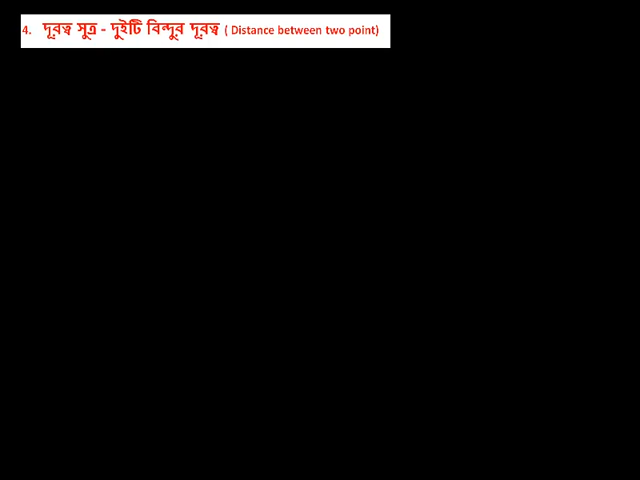 4. দূরত্ব সুত্র - দুইটি বিন্দুর দূরত্ব ( Distance between two point)